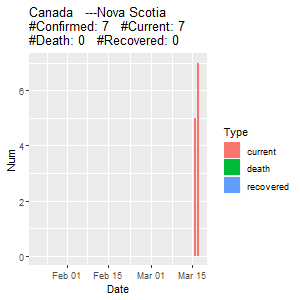 Canada   ---Nova Scotia
#Confirmed: 7   #Current: 7
#Death: 0   #Recovered: 0
Num
6
4
2
0
Feb 01
Feb 15
Mar 01
Mar 15
Date
Type
current
death
recovered